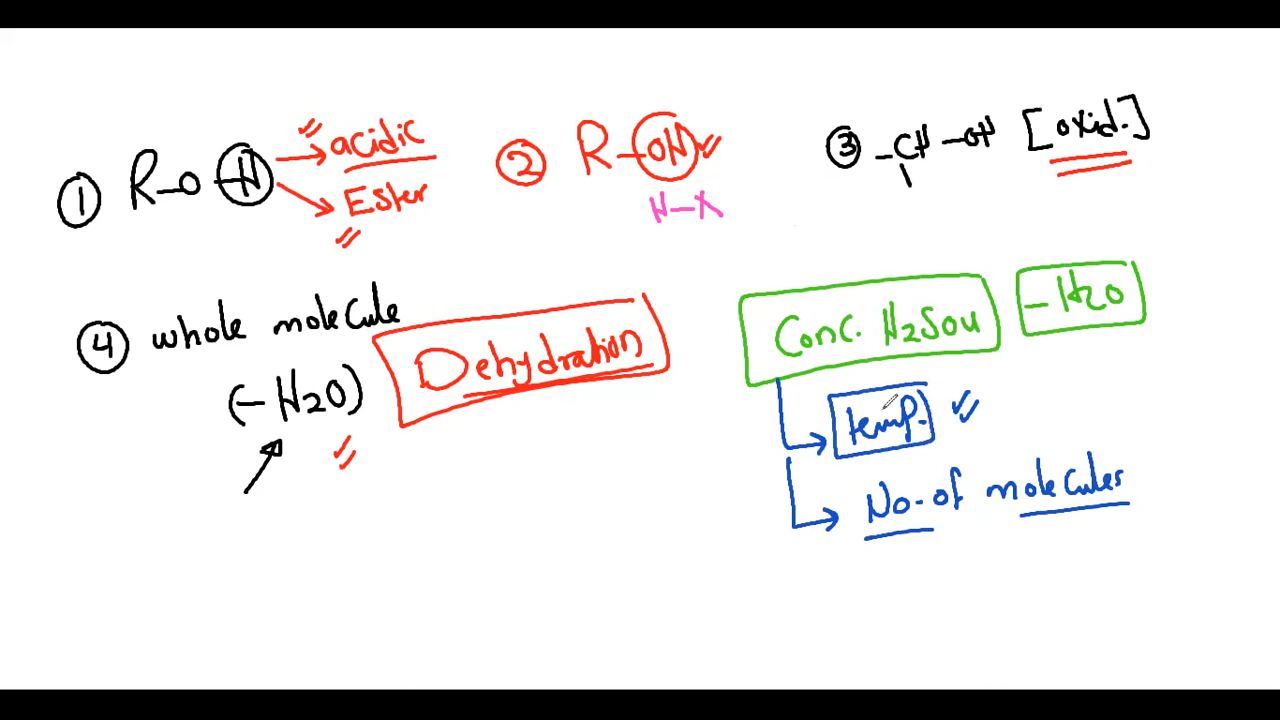 ① R-O-H → acidic
→ Ester
② R-OH
H-X
③ -CH-OH [oxid.]
④ whole molecule
(-H2O)
Dehydration
Conc. H2SO4
-H2O
→ temp.
→ No. of molecules